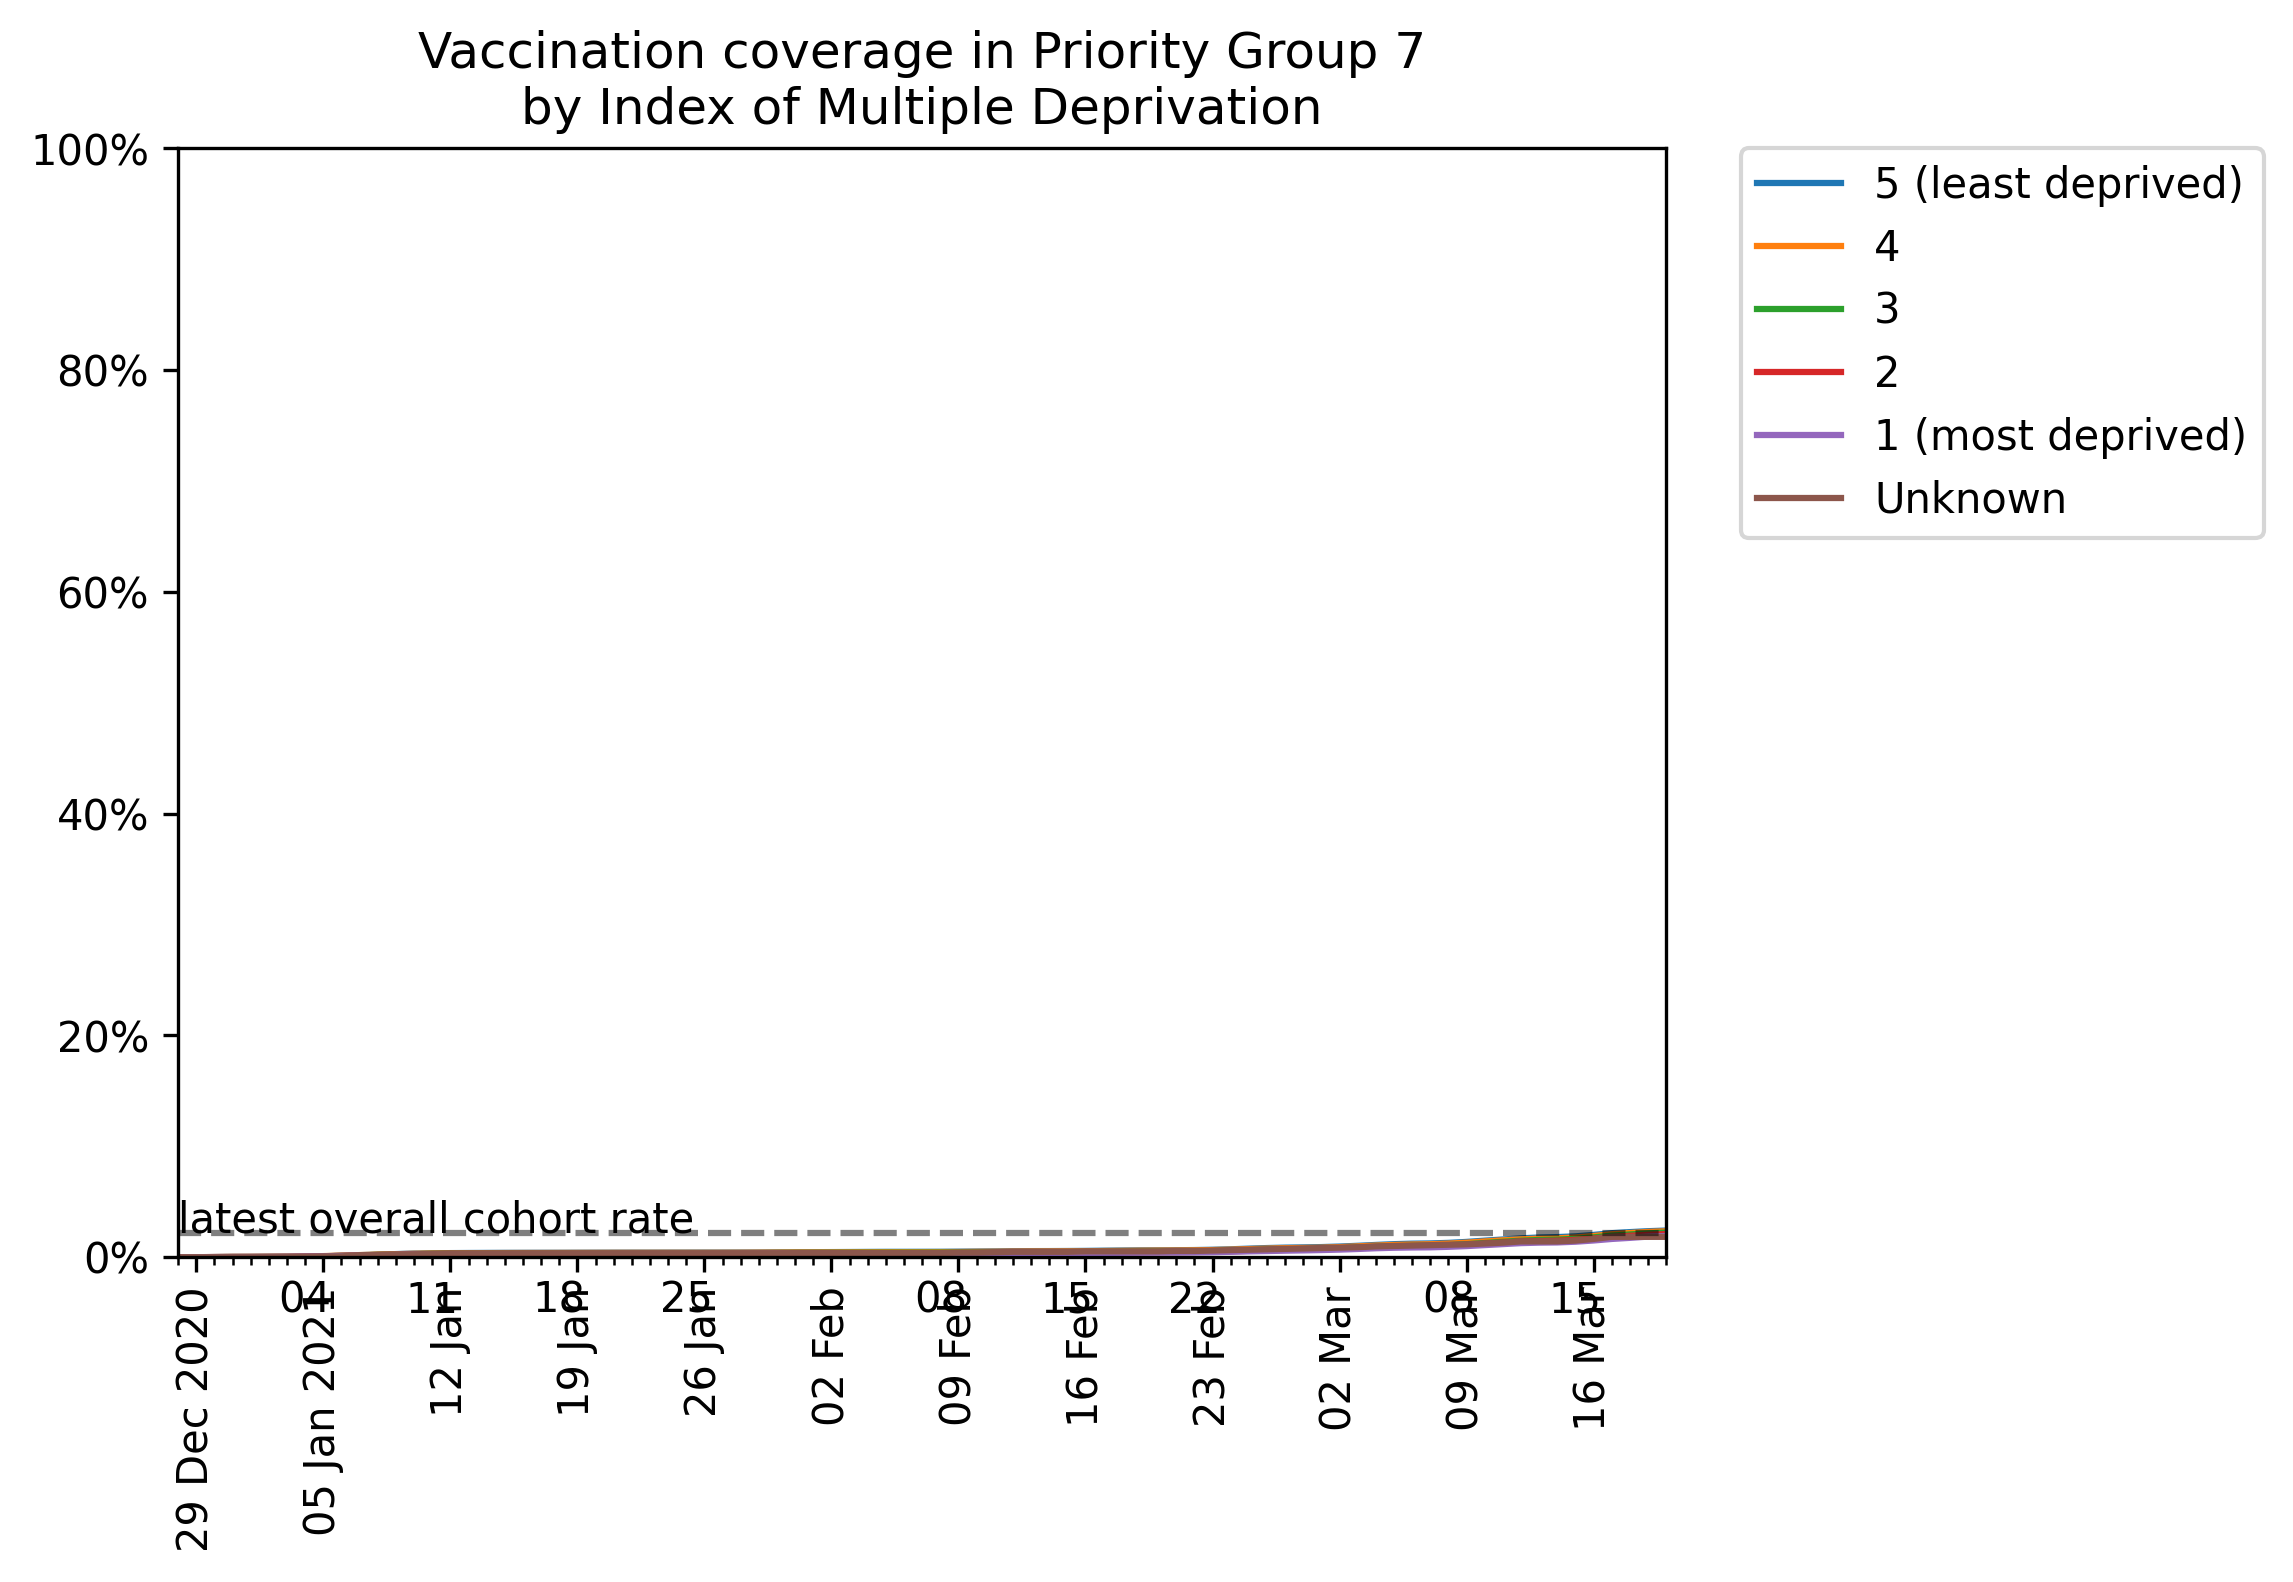 Vaccination coverage in Priority Group 7
by Index of Multiple Deprivation
100%
80%
60%
40%
20%
0%
latest overall cohort rate
5 (least deprived)
4
3
2
1 (most deprived)
Unknown
04
11
18
25
08
15
22
08
15
29 Dec 2020
05 Jan 2021
12 Jan
19 Jan
26 Jan
02 Feb
09 Feb
16 Feb
23 Feb
02 Mar
09 Mar
16 Mar